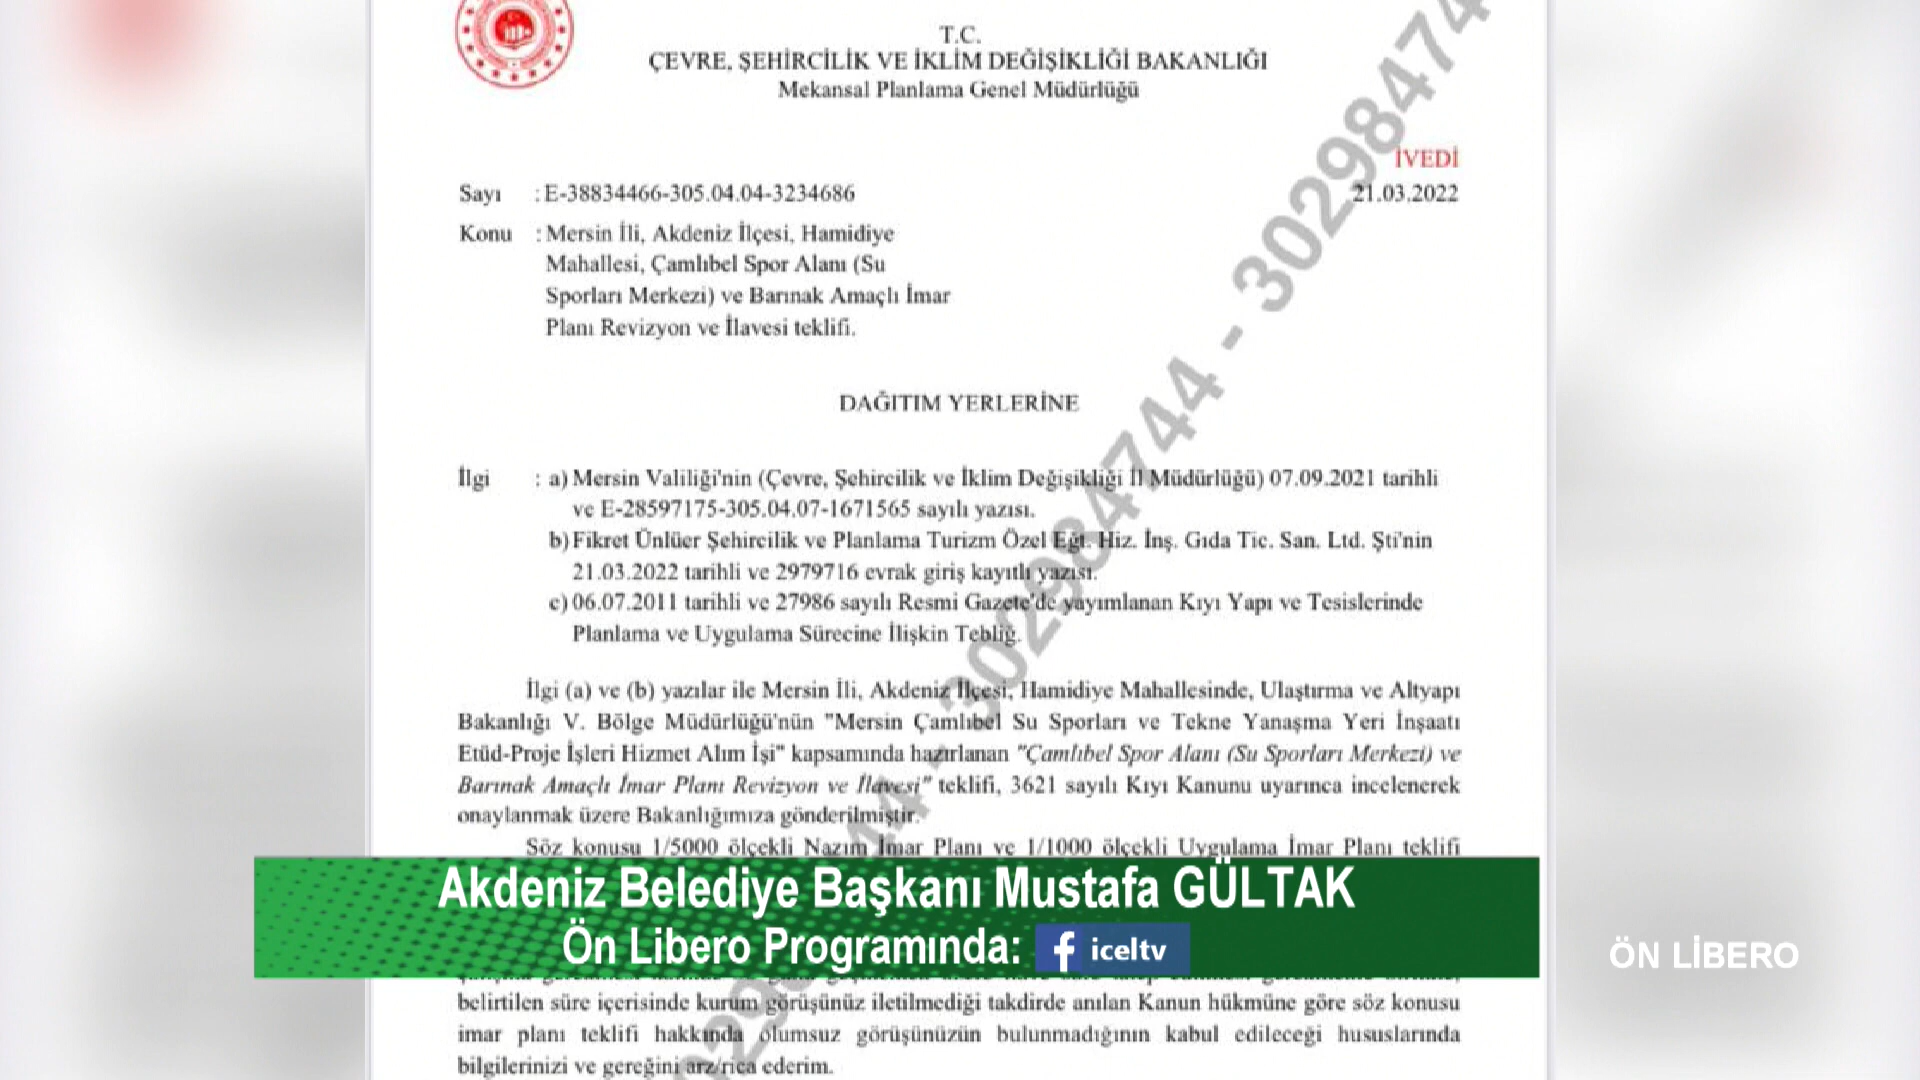 T.C.
ÇEVRE, ŞEHİRCİLİK VE İKLİM DEĞİŞİKLİĞİ BAKANLIĞI
Mekansal Planlama Genel Müdürlüğü
İVEDİ
Sayı : E-38834466-305.04.04-3234686
21.03.2022
Konu : Mersin İli, Akdeniz İlçesi, Hamidiye
Mahallesi, Çamlıbel Spor Alanı (Su
Sporları Merkezi) ve Barınak Amaçlı İmar
Planı Revizyon ve İlavesi teklifi.
DAĞITIM YERLERİNE
İlgi : a) Mersin Valiliği'nin (Çevre, Şehircilik ve İklim Değişikliği İl Müdürlüğü) 07.09.2021 tarihli
ve E-28597175-305.04.07-1671565 sayılı yazısı.
b) Fikret Ünlüer Şehircilik ve Planlama Turizm Özel Eğt. Hiz. İnş. Gıda Tic. San. Ltd. Şti'nin
21.03.2022 tarihli ve 2979716 evrak giriş kayıtlı yazısı.
c) 06.07.2011 tarihli ve 27986 sayılı Resmi Gazete'de yayımlanan Kıyı Yapı ve Tesislerinde
Planlama ve Uygulama Sürecine İlişkin Tebliğ.
İlgi (a) ve (b) yazılar ile Mersin İli, Akdeniz İlçesi, Hamidiye Mahallesinde, Ulaştırma ve Altyapı
Bakanlığı V. Bölge Müdürlüğü'nün "Mersin Çamlıbel Su Sporları ve Tekne Yanaşma Yeri İnşaatı
Etüd-Proje İşleri Hizmet Alım İşi" kapsamında hazırlanan "Çamlıbel Spor Alanı (Su Sporları Merkezi) ve
Barınak Amaçlı İmar Planı Revizyon ve İlavesi" teklifi, 3621 sayılı Kıyı Kanunu uyarınca incelenerek
onaylanmak üzere Bakanlığımıza gönderilmiştir.
Söz konusu 1/5000 ölçekli Nazım İmar Planı ve 1/1000 ölçekli Uygulama İmar Planı teklifi
Akdeniz Belediye Başkanı Mustafa GÜLTAK
Ön Libero Programında: f iceltv
ÖN LİBERO
belirtilen süre içerisinde kurum görüşünüz iletilmediği takdirde anılan Kanun hükmüne göre söz konusu
imar planı teklifi hakkında olumsuz görüşünüzün bulunmadığının kabul edileceği hususlarında
bilgilerinizi ve gereğini arz/rica ederim.
30298474
30298744
30298744